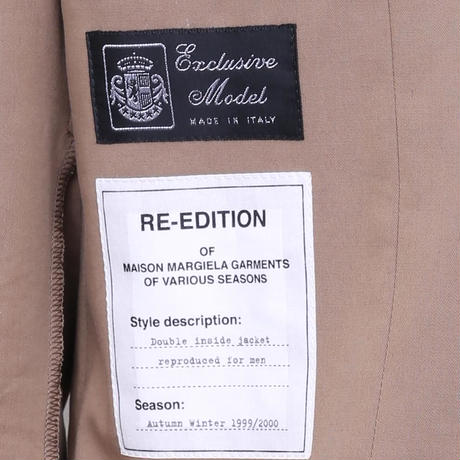 Exclusive
Model
MADE IN ITALY
RE-EDITION
OF
MAISON MARGIELA GARMENTS
OF VARIOUS SEASONS
Style description:
Double inside jacket
reproduced for men
Season:
Autumn Winter 1999/2000